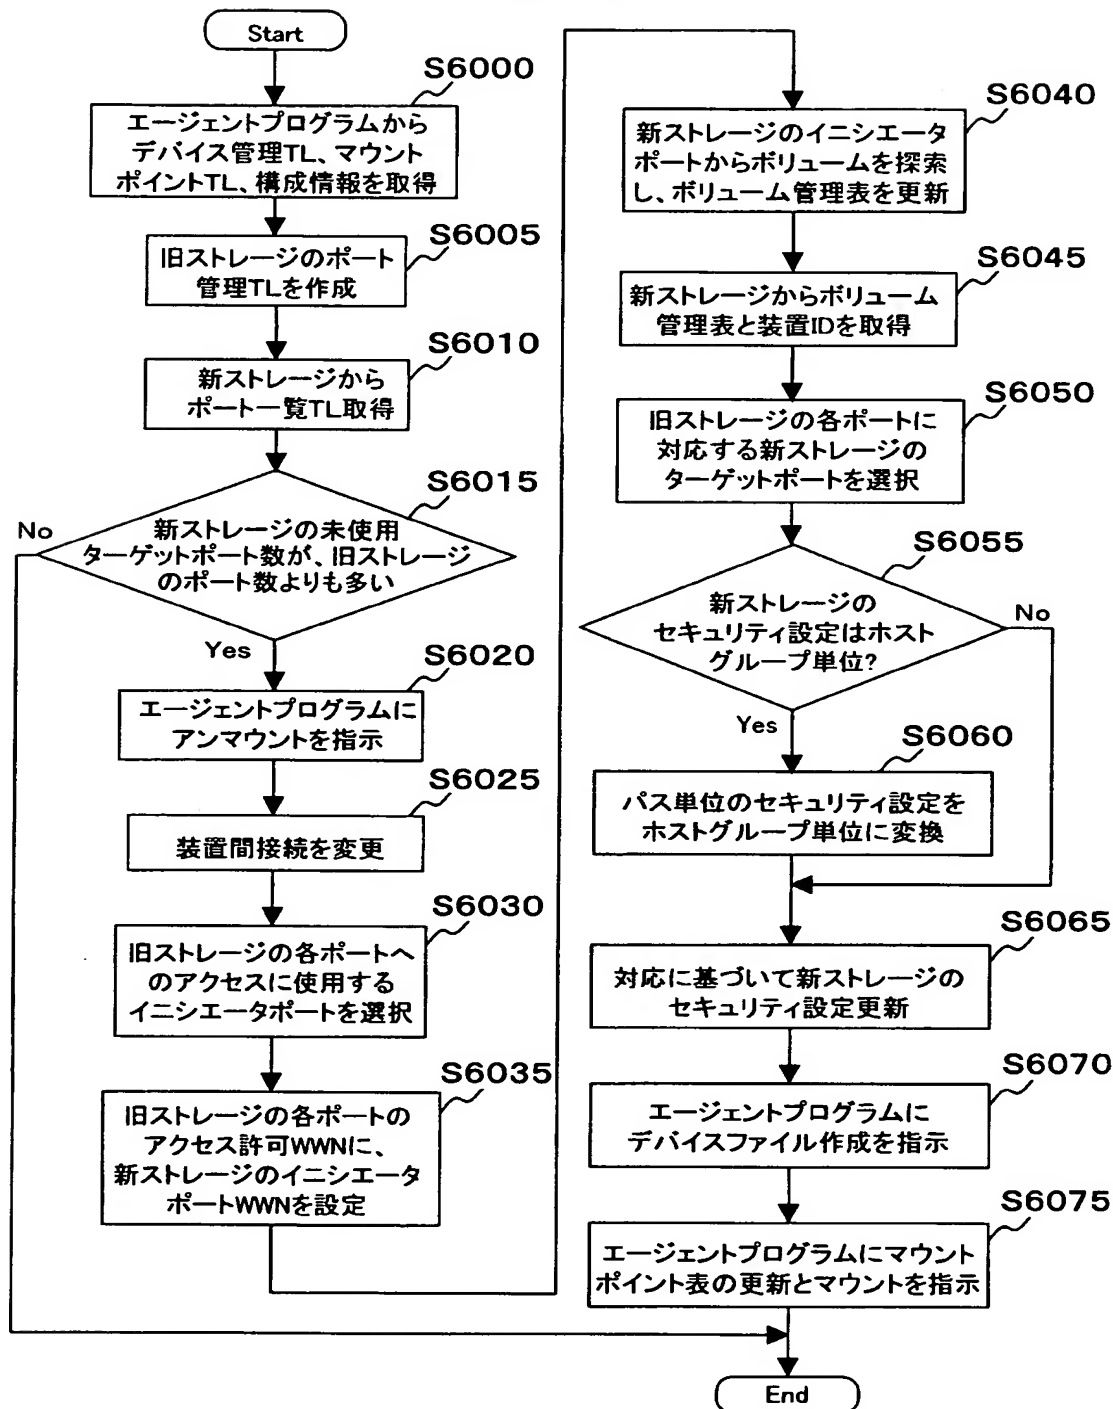 Start
S6000
エージェントプログラムから
デバイス管理TL、マウント
ポイントTL、構成情報を取得
S6005
旧ストレージのポート
管理TLを作成
S6010
新ストレージから
ポート一覧TL取得
S6015
No
新ストレージの未使用
ターゲットポート数が、旧ストレージ
のポート数よりも多い
Yes
S6020
エージェントプログラムに
アンマウントを指示
S6025
装置間接続を変更
S6030
旧ストレージの各ポートへ
のアクセスに使用する
イニシエータポートを選択
S6035
旧ストレージの各ポートの
アクセス許可WWNに、
新ストレージのイニシエータ
ポートWWNを設定
S6040
新ストレージのイニシエータ
ポートからボリュームを探索
し、ボリューム管理表を更新
S6045
新ストレージからボリューム
管理表と装置IDを取得
S6050
旧ストレージの各ポートに
対応する新ストレージの
ターゲットポートを選択
S6055
新ストレージの
セキュリティ設定はホスト
グループ単位?
No
Yes
S6060
パス単位のセキュリティ設定を
ホストグループ単位に変換
S6065
対応に基づいて新ストレージの
セキュリティ設定更新
S6070
エージェントプログラムに
デバイスファイル作成を指示
S6075
エージェントプログラムにマウント
ポイント表の更新とマウントを指示
End